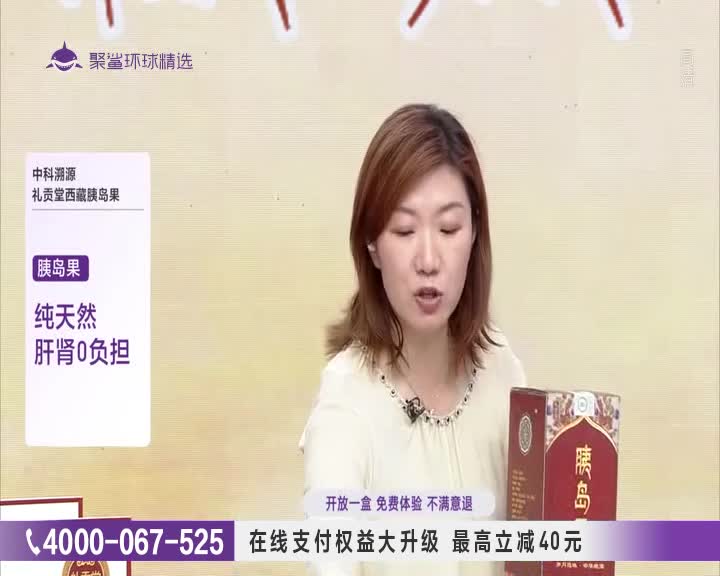 聚鲨环球精选
高清
中科溯源
礼贡堂西藏胰岛果
胰岛果
纯天然
肝肾0负担
胰岛
开放一盒 免费体验 不满意退
4000-067-525
在线支付权益大升级 最高立减40元